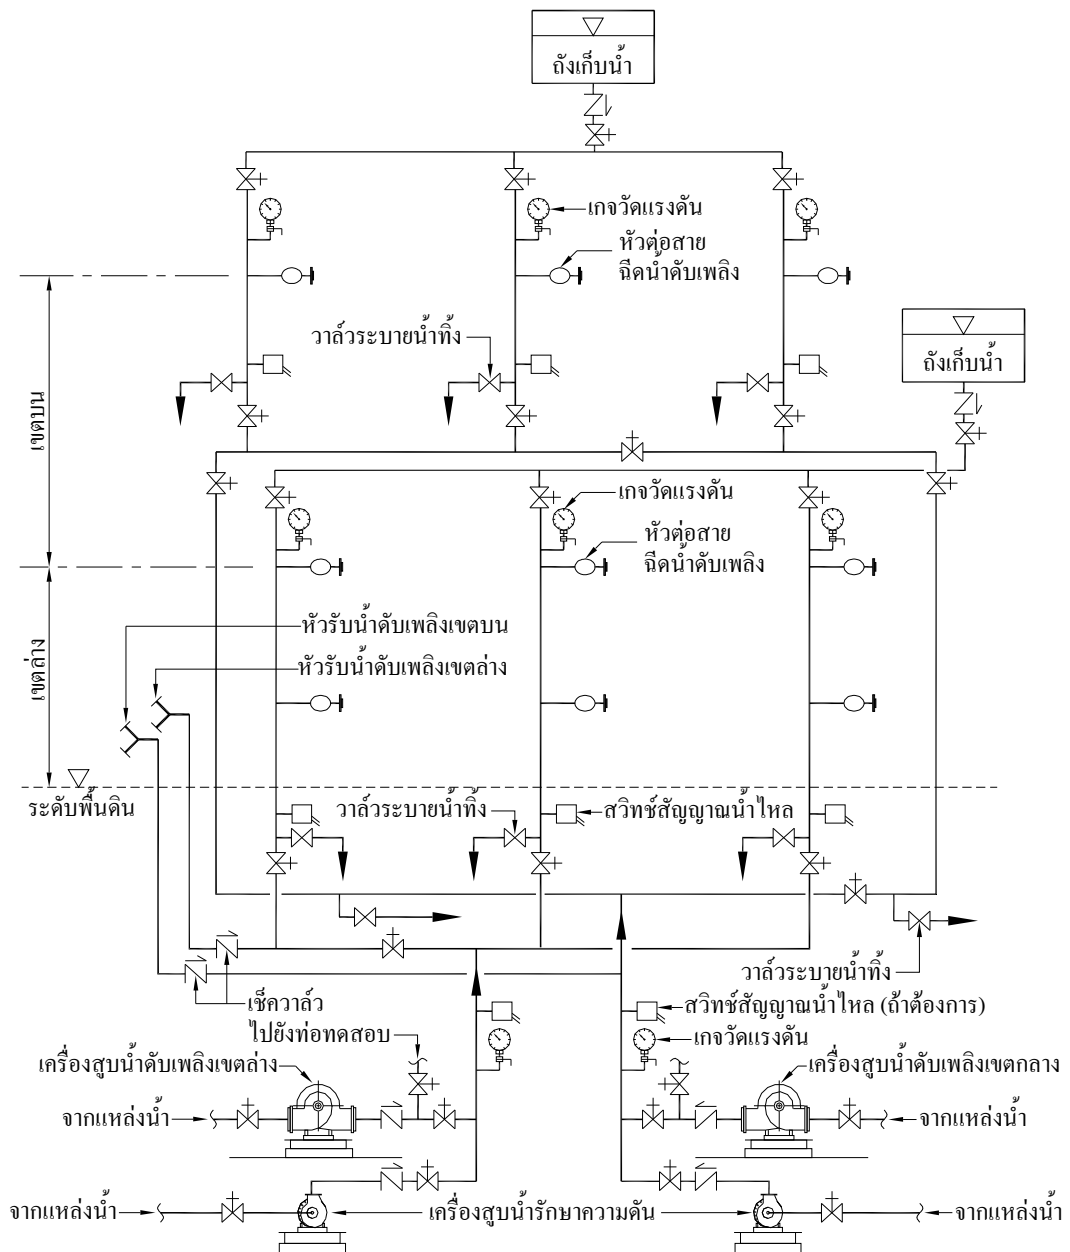 ถังเก็บน้ำ
เกจวัดแรงดัน
หัวต่อสาย
ฉีดน้ำดับเพลิง
วาล์วระบายน้ำทิ้ง
ถังเก็บน้ำ
เขตบน
เกจวัดแรงดัน
หัวต่อสาย
ฉีดน้ำดับเพลิง
หัวรับน้ำดับเพลิงเขตบน
หัวรับน้ำดับเพลิงเขตล่าง
เขตล่าง
ระดับพื้นดิน
วาล์วระบายน้ำทิ้ง
สวิทช์สัญญาณน้ำไหล
วาล์วระบายน้ำทิ้ง
เช็ควาล์ว
สวิทช์สัญญาณน้ำไหล (ถ้าต้องการ)
ไปยังท่อทดสอบ
เกจวัดแรงดัน
เครื่องสูบน้ำดับเพลิงเขตล่าง
เครื่องสูบน้ำดับเพลิงเขตกลาง
จากแหล่งน้ำ
จากแหล่งน้ำ
จากแหล่งน้ำ
เครื่องสูบน้ำรักษาความดัน
จากแหล่งน้ำ